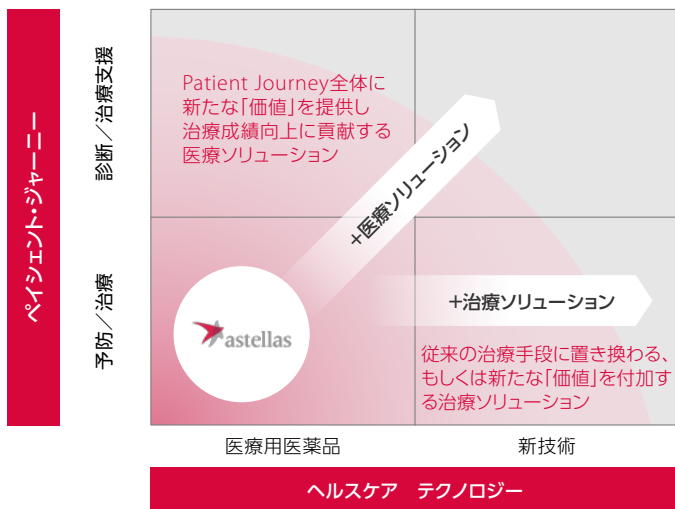 ペイシェント・ジャーニー
診断／治療支援
Patient Journey全体に
新たな「価値」を提供し
治療成績向上に貢献する
医療ソリューション
+医療ソリューション
予防／治療
astellas
+治療ソリューション
従来の治療手段に置き換わる、
もしくは新たな「価値」を付加す
る治療ソリューション
医療用医薬品
新技術
ヘルスケア　テクノロジー